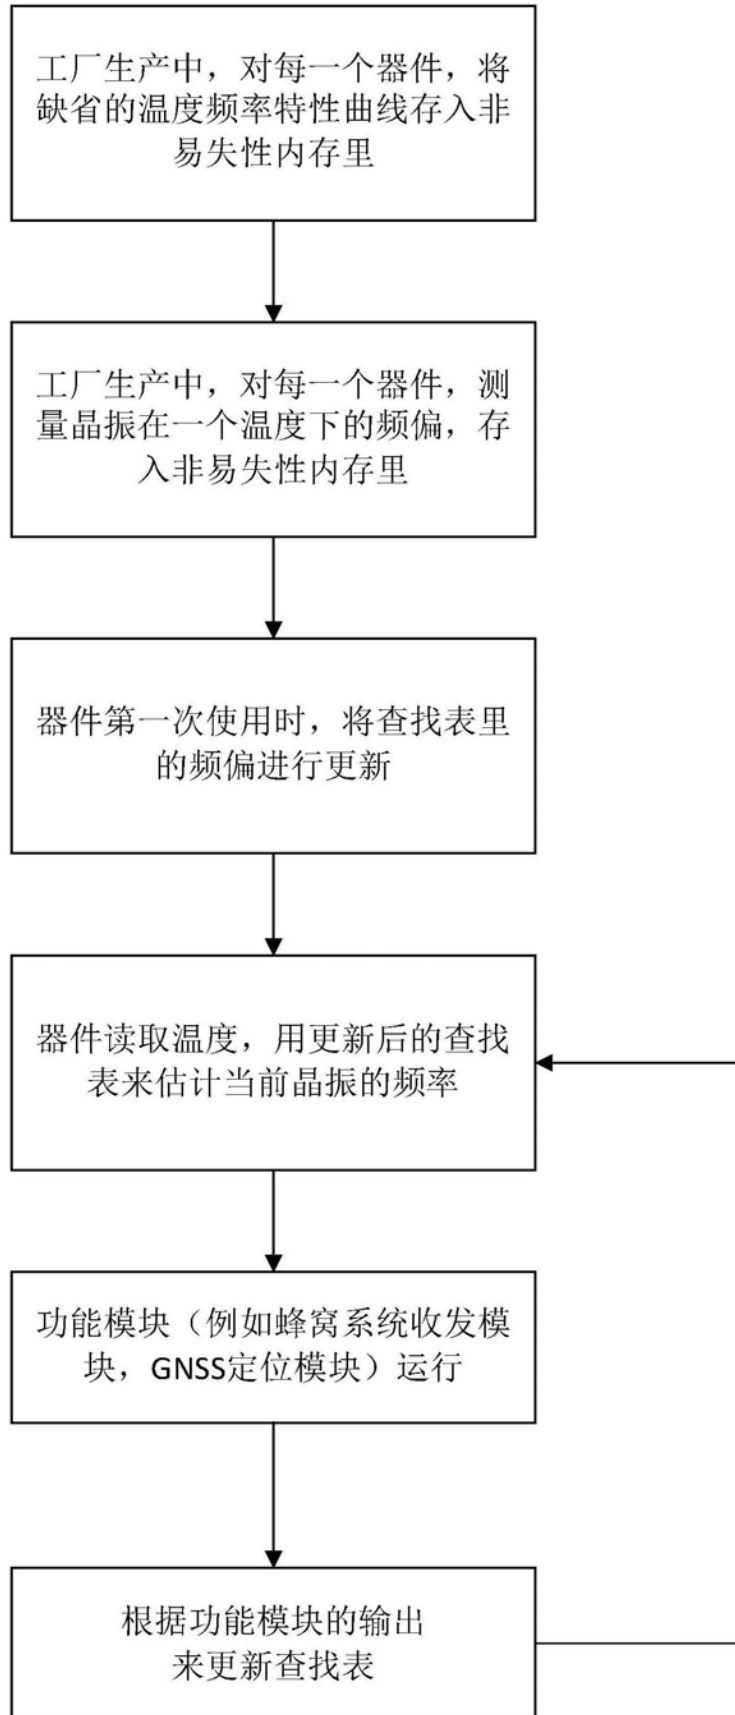 工厂生产中，对每一个器件，将
缺省的温度频率特性曲线存入非
易失性内存里
工厂生产中，对每一个器件，测
量晶振在一个温度下的频偏，存
入非易失性内存里
器件第一次使用时，将查找表里
的频偏进行更新
器件读取温度，用更新后的查找
表来估计当前晶振的频率
功能模块（例如蜂窝系统收发模
块，GNSS定位模块）运行
根据功能模块的输出
来更新查找表